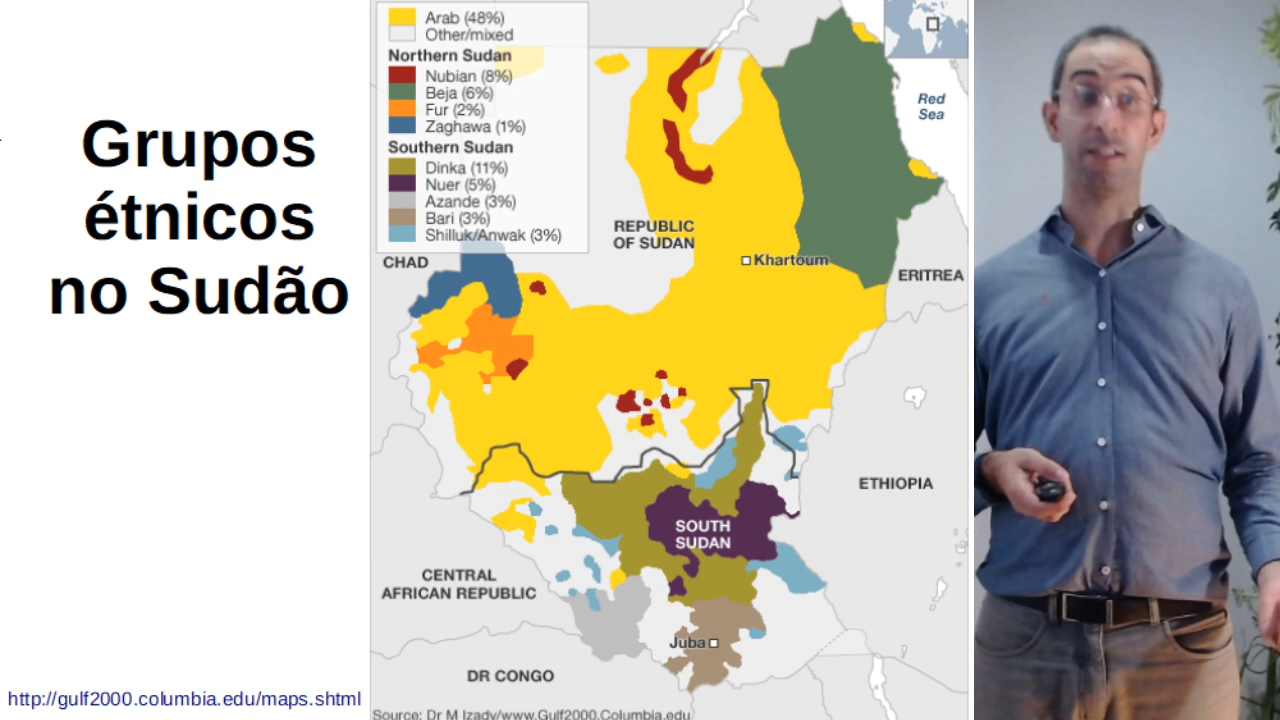 Grupos
étnicos
no Sudão
http://gulf2000.columbia.edu/maps.shtml
Arab (48%)
Other/mixed
Northern Sudan
Nubian (8%)
Beja (6%)
Fur (2%)
Zaghawa (1%)
Southern Sudan
Dinka (11%)
Nuer (5%)
Azande (3%)
Bari (3%)
Shilluk/Anwak (3%)
Red
Sea
REPUBLIC
OF SUDAN
Khartoum
CHAD
ERITREA
ETHIOPIA
SOUTH
SUDAN
CENTRAL
AFRICAN REPUBLIC
Juba
DR CONGO
Source: Dr M Izady/www.Gulf2000.Columbia.edu